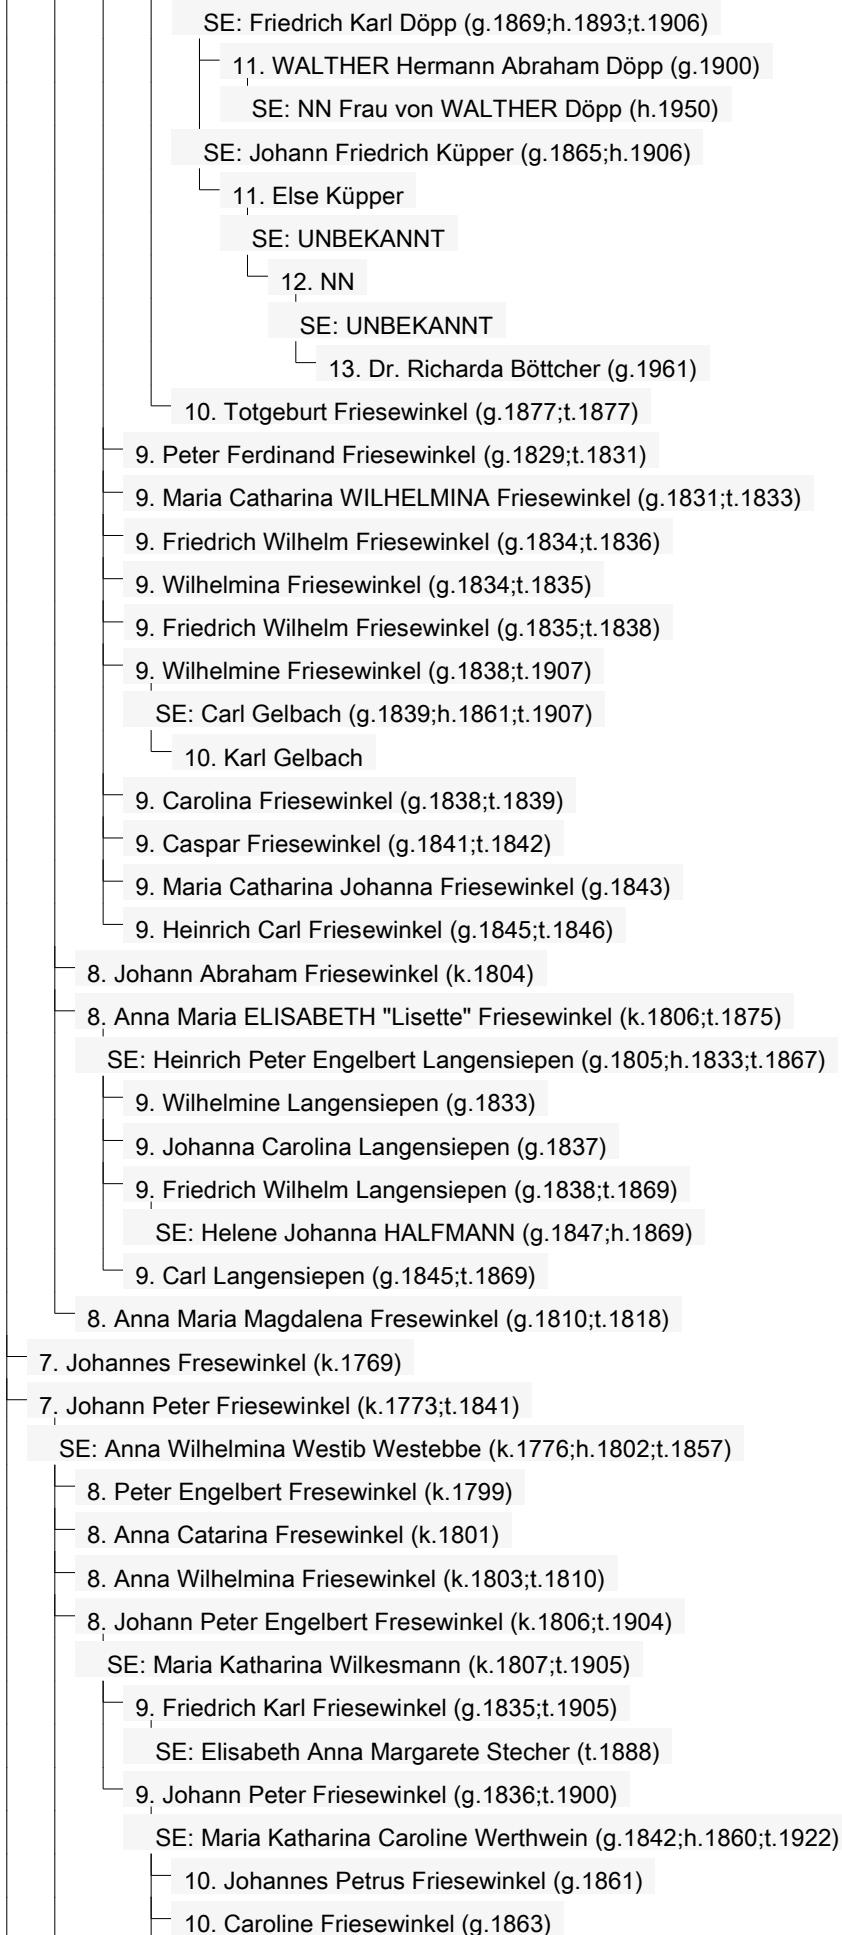 SE: Friedrich Karl Döpp (g.1869;h.1893;t.1906)
11. WALTHER Hermann Abraham Döpp (g.1900)
SE: NN Frau von WALTHER Döpp (h.1950)
SE: Johann Friedrich Küpper (g.1865;h.1906)
11. Else Küpper
SE: UNBEKANNT
12. NN
SE: UNBEKANNT
13. Dr. Richarda Böttcher (g.1961)
10. Totgeburt Friesewinkel (g.1877;t.1877)
9. Peter Ferdinand Friesewinkel (g.1829;t.1831)
9. Maria Catharina WILHELMINA Friesewinkel (g.1831;t.1833)
9. Friedrich Wilhelm Friesewinkel (g.1834;t.1836)
9. Wilhelmina Friesewinkel (g.1834;t.1835)
9. Friedrich Wilhelm Friesewinkel (g.1835;t.1838)
9. Wilhelmine Friesewinkel (g.1838;t.1907)
SE: Carl Gelbach (g.1839;h.1861;t.1907)
10. Karl Gelbach
9. Carolina Friesewinkel (g.1838;t.1839)
9. Caspar Friesewinkel (g.1841;t.1842)
9. Maria Catharina Johanna Friesewinkel (g.1843)
9. Heinrich Carl Friesewinkel (g.1845;t.1846)
8. Johann Abraham Friesewinkel (k.1804)
8. Anna Maria ELISABETH "Lisette" Friesewinkel (k.1806;t.1875)
SE: Heinrich Peter Engelbert Langensiepen (g.1805;h.1833;t.1867)
9. Wilhelmine Langensiepen (g.1833)
9. Johanna Carolina Langensiepen (g.1837)
9. Friedrich Wilhelm Langensiepen (g.1838;t.1869)
SE: Helene Johanna HALFMANN (g.1847;h.1869)
9. Carl Langensiepen (g.1845;t.1869)
8. Anna Maria Magdalena Fresewinkel (g.1810;t.1818)
7. Johannes Fresewinkel (k.1769)
7. Johann Peter Friesewinkel (k.1773;t.1841)
SE: Anna Wilhelmina Westib Westebbe (k.1776;h.1802;t.1857)
8. Peter Engelbert Fresewinkel (k.1799)
8. Anna Catarina Fresewinkel (k.1801)
8. Anna Wilhelmina Friesewinkel (k.1803;t.1810)
8. Johann Peter Engelbert Fresewinkel (k.1806;t.1904)
SE: Maria Katharina Wilkesmann (k.1807;t.1905)
9. Friedrich Karl Friesewinkel (g.1835;t.1905)
SE: Elisabeth Anna Margarete Stecher (t.1888)
9. Johann Peter Friesewinkel (g.1836;t.1900)
SE: Maria Katharina Caroline Werthwein (g.1842;h.1860;t.1922)
10. Johannes Petrus Friesewinkel (g.1861)
10. Caroline Friesewinkel (g.1863)